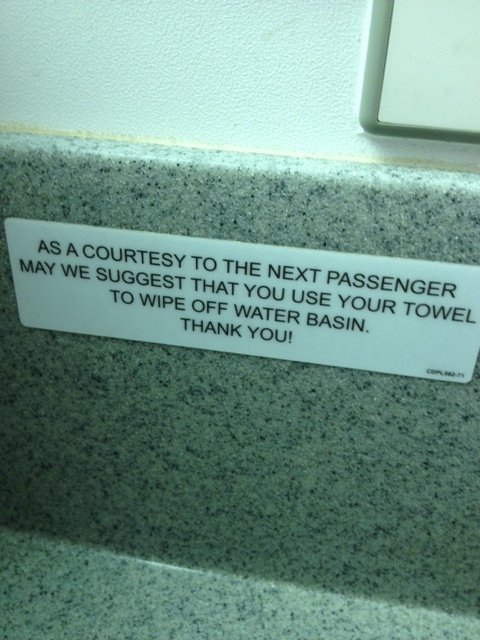 AS A COURTESY TO THE NEXT PASSENGER
MAY WE SUGGEST THAT YOU USE YOUR TOWEL
TO WIPE OFF WATER BASIN.
THANK YOU!